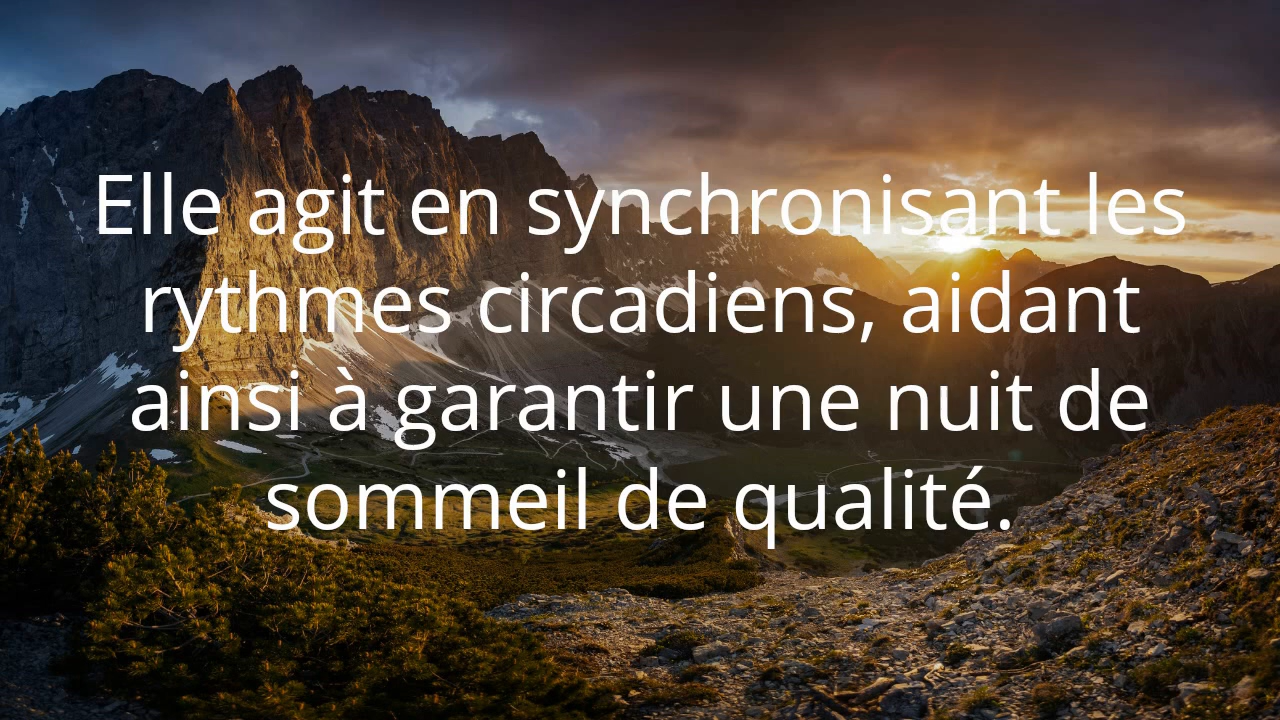 Elle agit en synchronisant les
rythmes circadiens, aidant
ainsi à garantir une nuit de
sommeil de qualité.